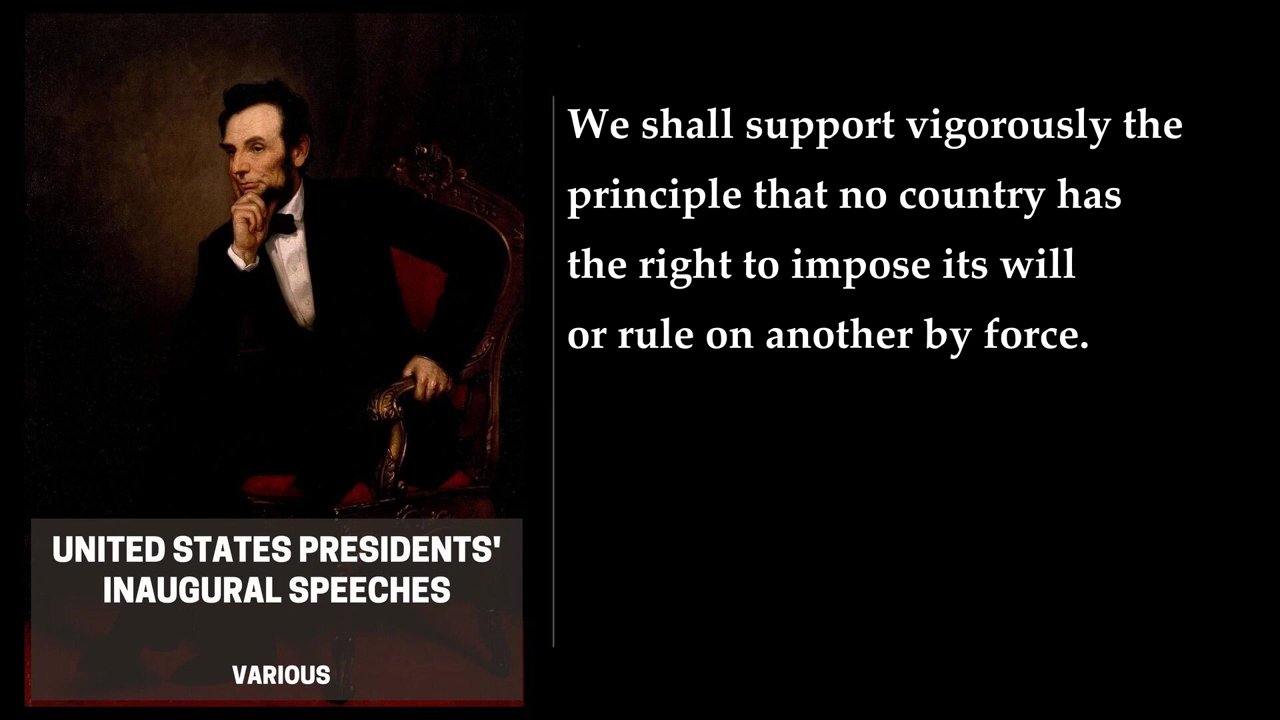 We shall support vigorously the
principle that no country has
the right to impose its will
or rule on another by force.
UNITED STATES PRESIDENTS'
INAUGURAL SPEECHES
VARIOUS